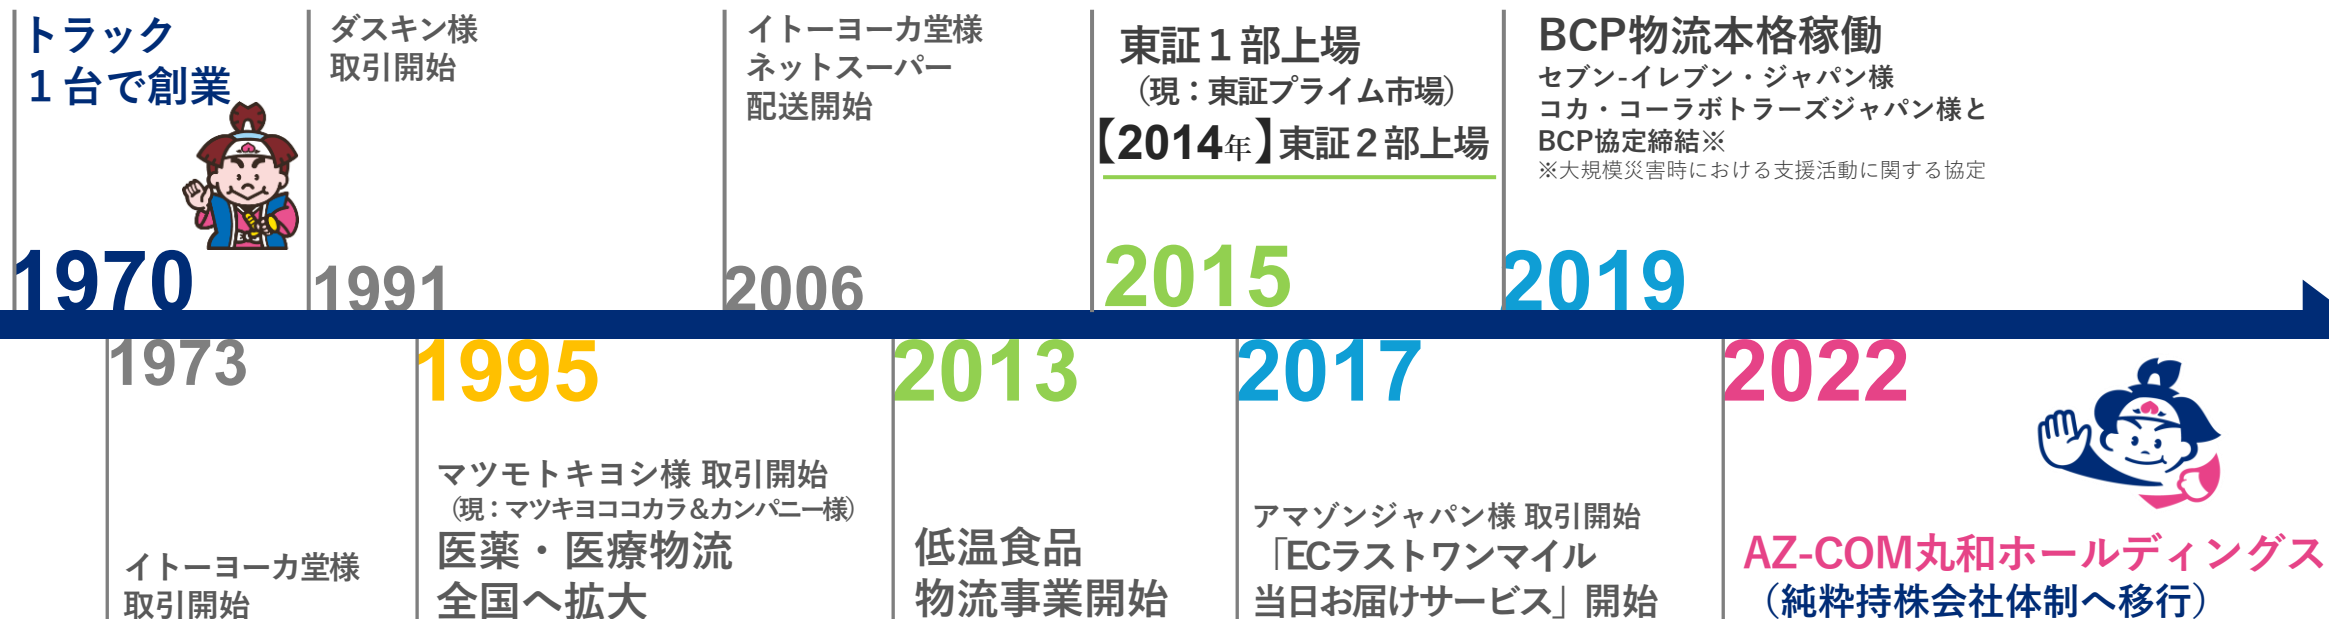 トラック
１台で創業
1970
ダスキン様
取引開始
1991
イトーヨーカ堂様
ネットスーパー
配送開始
2006
東証１部上場
（現：東証プライム市場）
【2014年】東証２部上場
2015
BCP物流本格稼働
セブン‐イレブン・ジャパン様
コカ・コーラボトラーズジャパン様と
BCP協定締結※
※大規模災害時における支援活動に関する協定
2019
1973
イトーヨーカ堂様
取引開始
1995
マツモトキヨシ様 取引開始
（現：マツキヨココカラ＆カンパニー様）
医薬・医療物流
全国へ拡大
2013
低温食品
物流事業開始
2017
アマゾンジャパン様 取引開始
「ECラストワンマイル
当日お届けサービス」開始
2022
AZ-COM丸和ホールディングス
（純粋持株会社体制へ移行）